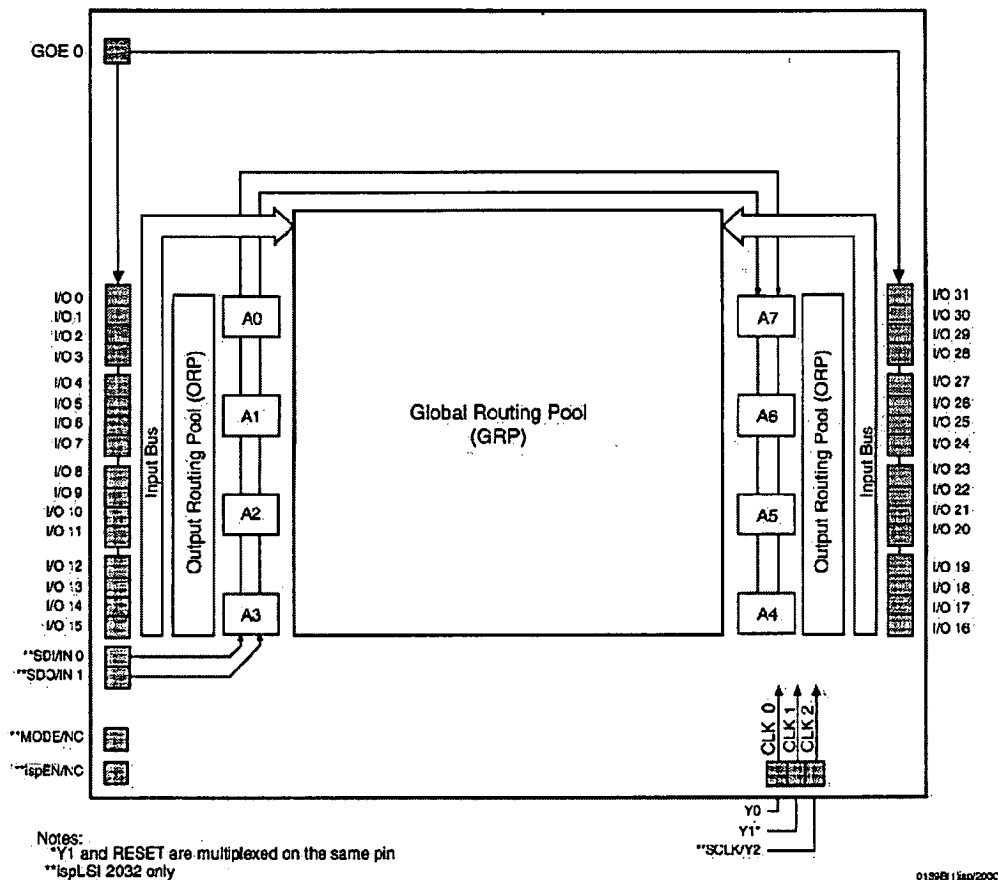 GOE 0
I/O 0
I/O 1
I/O 2
I/O 3
I/O 4
I/O 5
I/O 6
I/O 7
I/O 8
I/O 9
I/O 10
I/O 11
I/O 12
I/O 13
I/O 14
I/O 15
**SDI/IN 0
**SDO/IN 1
**MODE/NC
**ispEN/NC
Input Bus
Output Routing Pool (ORP)
A0
A1
A2
A3
Global Routing Pool
(GRP)
A7
A6
A5
A4
Output Routing Pool (ORP)
Input Bus
I/O 31
I/O 30
I/O 29
I/O 28
I/O 27
I/O 26
I/O 25
I/O 24
I/O 23
I/O 22
I/O 21
I/O 20
I/O 19
I/O 18
I/O 17
I/O 16
CLK 0
CLK 1
CLK 2
Y0
Y1*
**SCLK/Y2
Notes:
*Y1 and RESET are multiplexed on the same pin
**ispLSI 2032 only